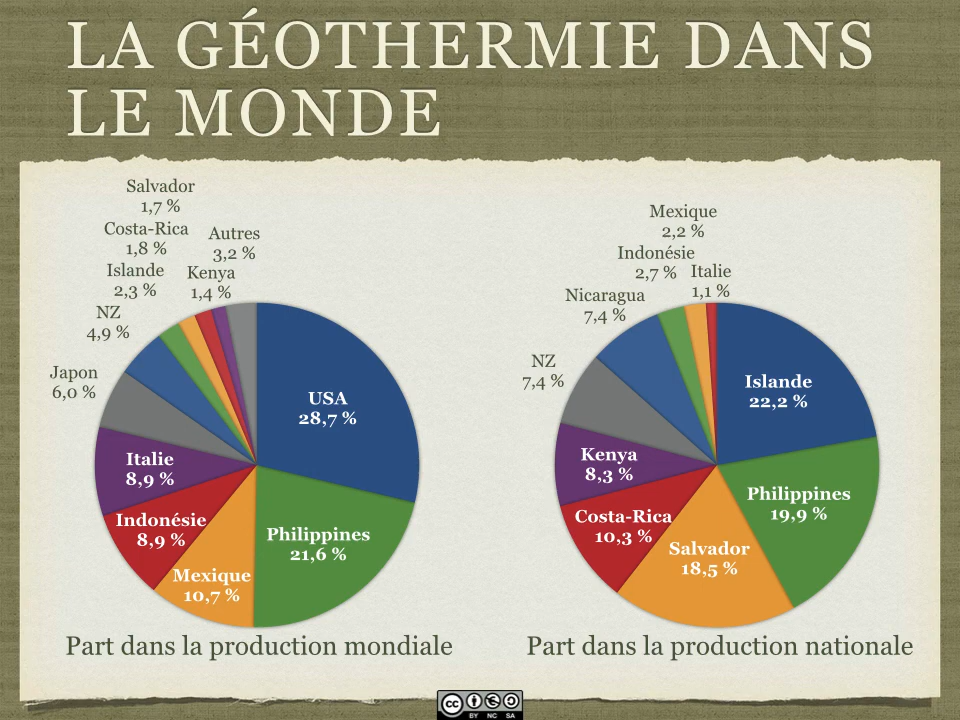 LA GÉOTHERMIE DANS
LE MONDE
Salvador
1,7 %
Costa-Rica
1,8 %
Autres
3,2 %
Islande
2,3 %
Kenya
1,4 %
NZ
4,9 %
Japon
6,0 %
USA
28,7 %
Italie
8,9 %
Indonésie
8,9 %
Philippines
21,6 %
Mexique
10,7 %
Part dans la production mondiale
Mexique
2,2 %
Indonésie
2,7 %
Italie
1,1 %
Nicaragua
7,4 %
NZ
7,4 %
Islande
22,2 %
Kenya
8,3 %
Philippines
19,9 %
Costa-Rica
10,3 %
Salvador
18,5 %
Part dans la production nationale
cc
BY NC SA